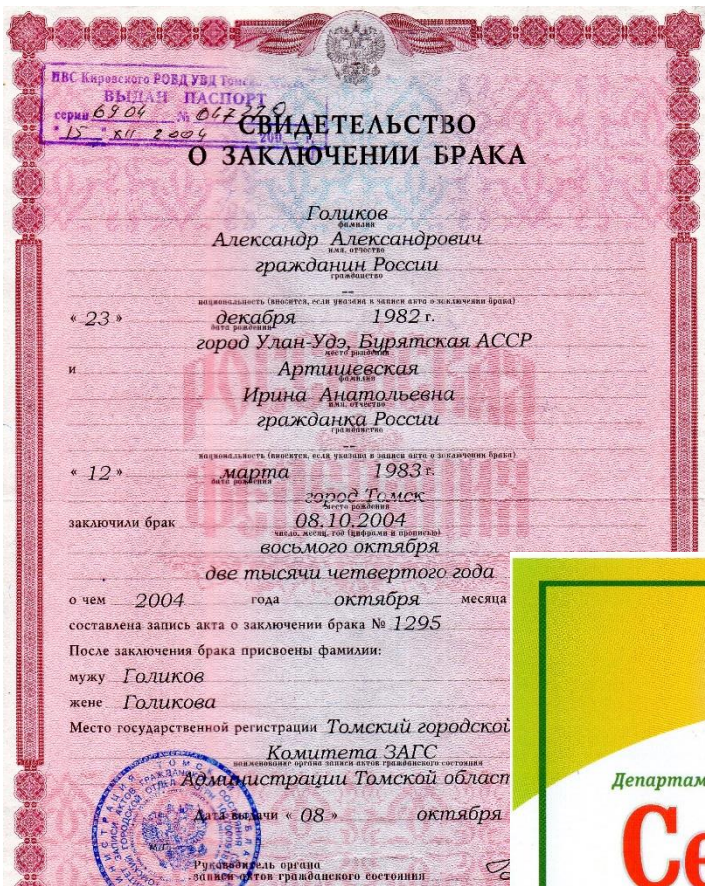 ПВС Кировского РОВД УВД
ВЫДАН ПАСПОРТ
серия 6904 №
"15" XII 2004
СВИДЕТЕЛЬСТВО
О ЗАКЛЮЧЕНИИ БРАКА
Голиков
фамилия
Александр Александрович
имя, отчество
гражданин России
гражданство
--
национальность (вносится, если указана в записи акта о заключении брака)
« 23 » декабря 1982 г.
дата рождения
город Улан-Удэ, Бурятская АССР
место рождения
и Артишевская
фамилия
Ирина Анатольевна
имя, отчество
гражданка России
гражданство
--
национальность (вносится, если указана в записи акта о заключении брака)
« 12 » марта 1983 г.
дата рождения
город Томск
место рождения
заключили брак 08.10.2004
число, месяц, год (цифрами и прописью)
восьмого октября
две тысячи четвертого года
о чем 2004 года октября месяца
составлена запись акта о заключении брака № 1295
После заключения брака присвоены фамилии:
мужу Голиков
жене Голикова
Место государственной регистрации Томский городской
Комитета ЗАГС
наименование органа записи актов гражданского состояния
Администрации Томской област
Дата выдачи « 08 » октября
Руководитель органа
записи актов гражданского состояния
Департам
Се